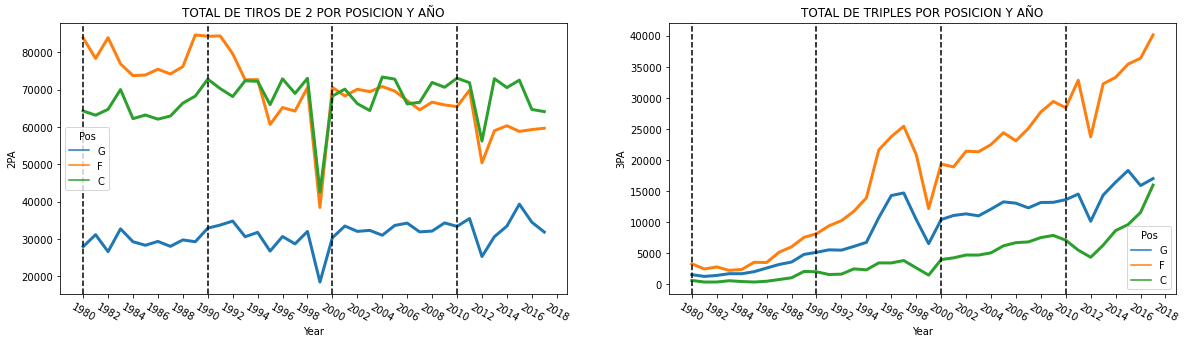 TOTAL DE TIROS DE 2 POR POSICION Y AÑO
80000
70000
60000
50000
40000
30000
20000
2PA
Pos
G
F
C
1980 1982 1984 1986 1988 1990 1992 1994 1996 1998 2000 2002 2004 2006 2008 2010 2012 2014 2016 2018
Year
TOTAL DE TRIPLES POR POSICION Y AÑO
40000
35000
30000
25000
20000
15000
10000
5000
0
3PA
Pos
G
F
C
1980 1982 1984 1986 1988 1990 1992 1994 1996 1998 2000 2002 2004 2006 2008 2010 2012 2014 2016 2018
Year